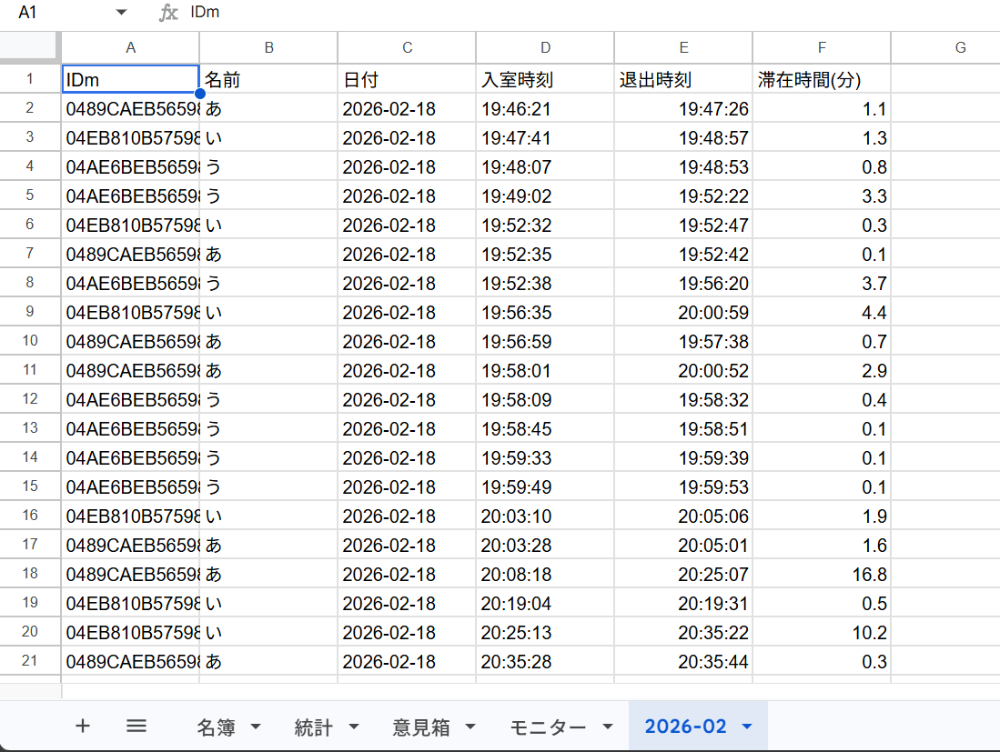 A1 fx IDm
A B C D E F G
1 IDm 名前 日付 入室時刻 退出時刻 滞在時間(分)
2 0489CAEB5659 あ 2026-02-18 19:46:21 19:47:26 1.1
3 04EB810B57598 い 2026-02-18 19:47:41 19:48:57 1.3
4 04AE6BEB5659 う 2026-02-18 19:48:07 19:48:53 0.8
5 04AE6BEB5659 う 2026-02-18 19:49:02 19:52:22 3.3
6 04EB810B57598 い 2026-02-18 19:52:32 19:52:47 0.3
7 0489CAEB5659 あ 2026-02-18 19:52:35 19:52:42 0.1
8 04AE6BEB5659 う 2026-02-18 19:52:38 19:56:20 3.7
9 04EB810B57598 い 2026-02-18 19:56:35 20:00:59 4.4
10 0489CAEB5659 あ 2026-02-18 19:56:59 19:57:38 0.7
11 0489CAEB5659 あ 2026-02-18 19:58:01 20:00:52 2.9
12 04AE6BEB5659 う 2026-02-18 19:58:09 19:58:32 0.4
13 04AE6BEB5659 う 2026-02-18 19:58:45 19:58:51 0.1
14 04AE6BEB5659 う 2026-02-18 19:59:33 19:59:39 0.1
15 04AE6BEB5659 う 2026-02-18 19:59:49 19:59:53 0.1
16 04EB810B57598 い 2026-02-18 20:03:10 20:05:06 1.9
17 0489CAEB5659 あ 2026-02-18 20:03:28 20:05:01 1.6
18 0489CAEB5659 あ 2026-02-18 20:08:18 20:25:07 16.8
19 04EB810B57598 い 2026-02-18 20:19:04 20:19:31 0.5
20 04EB810B57598 い 2026-02-18 20:25:13 20:35:22 10.2
21 0489CAEB5659 あ 2026-02-18 20:35:28 20:35:44 0.3
名簿 統計 意見箱 モニター 2026-02